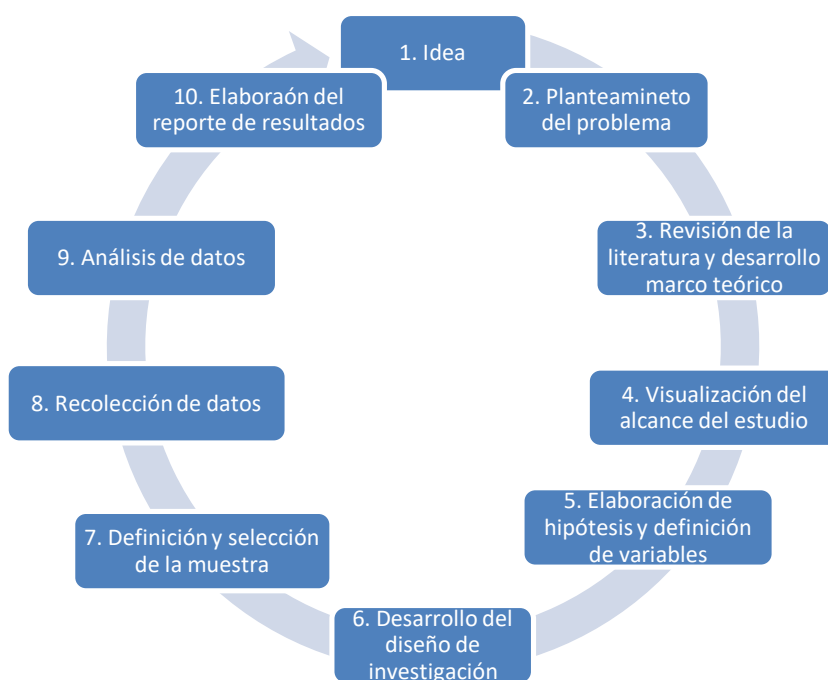 1. Idea
2. Planteamineto
del problema
3. Revisión de la
literatura y desarrollo
marco teórico
4. Visualización del
alcance del estudio
5. Elaboración de
hipótesis y definición
de variables
6. Desarrollo del
diseño de
investigación
7. Definición y selección
de la muestra
8. Recolección de datos
9. Análisis de datos
10. Elaboraón del
reporte de resultados